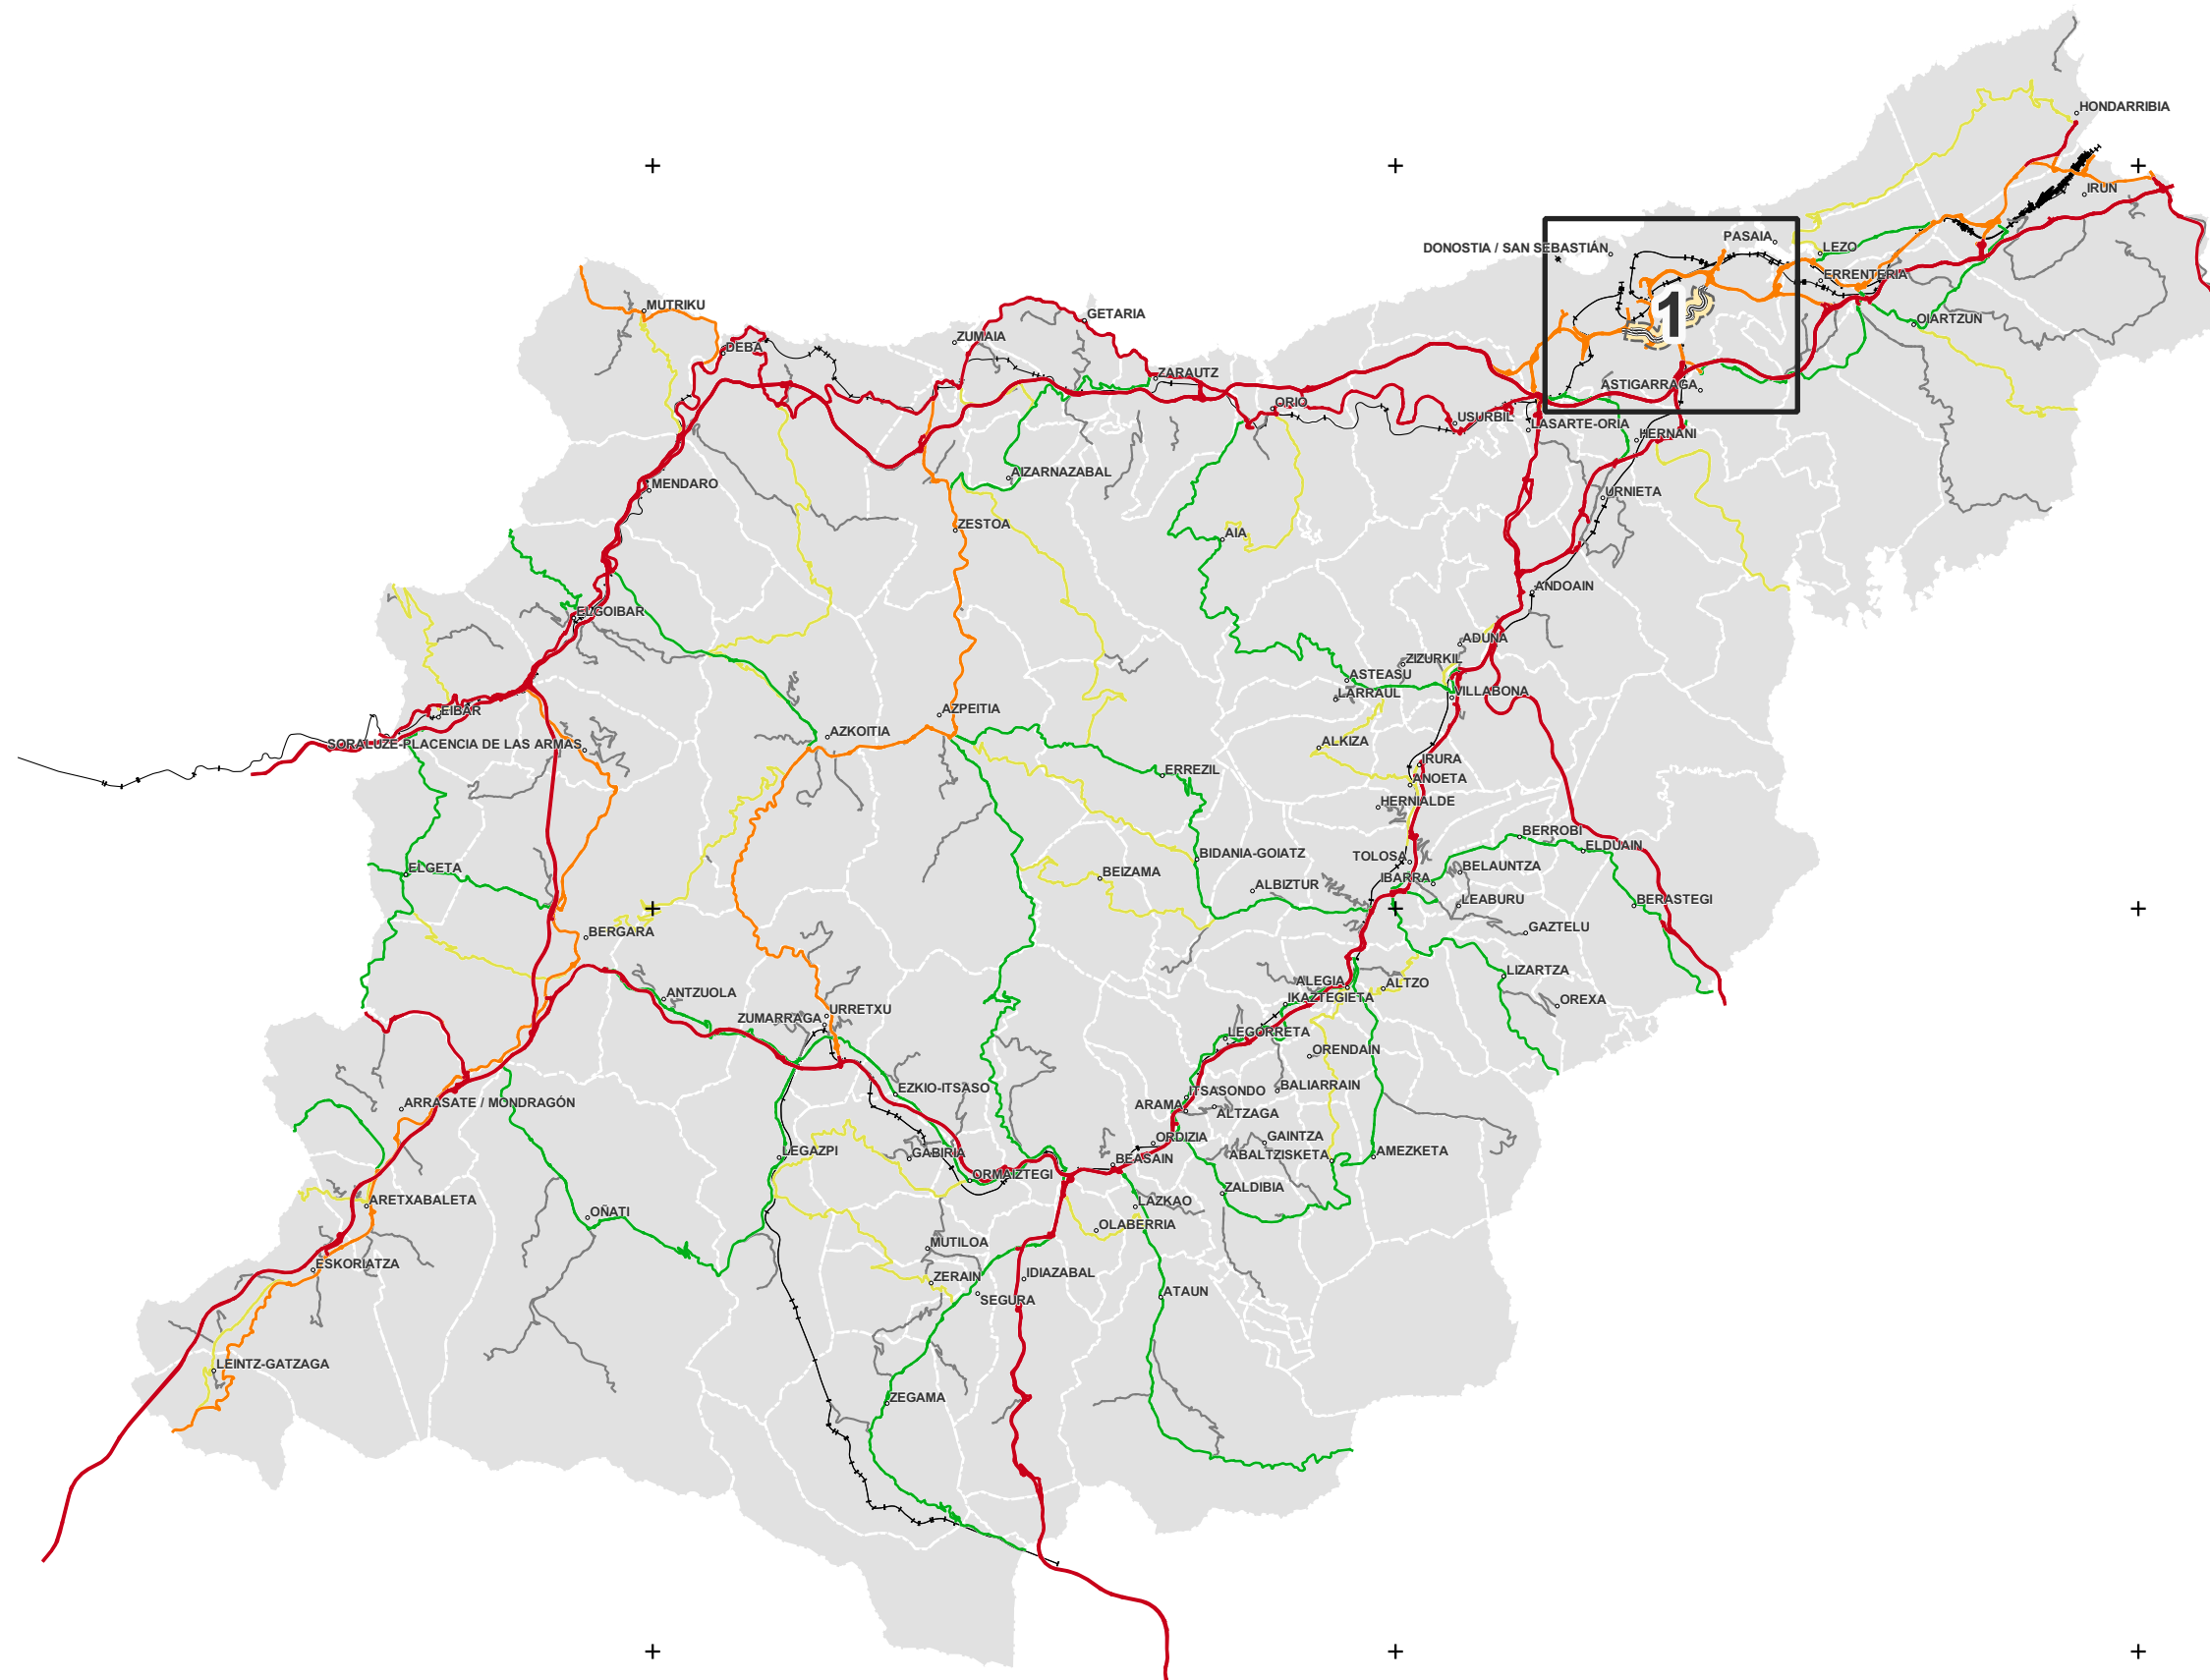 HONDARRIBIA
IRUN
PASAIA
DONOSTIA / SAN SEBASTIÁN
LEZO
ERRENTERIA
1
OIARTZUN
MUTRIKU
GETARIA
ZUMAIA
DEBA
ZARAUTZ
ASTIGARRAGA
ORIO
USURBIL
LASARTE-ORIA
HERNANI
AIZARNAZABAL
MENDARO
URNIETA
ZESTOA
AIA
ANDOAIN
ELGOIBAR
ADUNA
ZIZURKIL
ASTEASU
LARRAUL
VILLABONA
EIBAR
AZPEITIA
AZKOITIA
SORALUZE-PLACENCIA DE LAS ARMAS
ALKIZA
IRURA
ERREZIL
ANOETA
HERNIALDE
BERROBI
ELDUAIN
BIDANIA-GOIATZ
TOLOSA
BELAUNTZA
ELGETA
BEIZAMA
IBARRA
ALBIZTUR
LEABURU
BERASTEGI
GAZTELU
BERGARA
LIZARTZA
ALEGIA
ALTZO
ANTZUOLA
IKAZTEGIETA
OREXA
URRETXU
ZUMARRAGA
LEGORRETA
ORENDAIN
EZKIO-ITSASO
BALIARRAIN
ITSASONDO
ARRASATE / MONDRAGÓN
ARAMA
ALTZAGA
ORDIZIA
GAINTZA
LEGAZPI
GABIRIA
ABALTZISKETA
AMEZKETA
BEASAIN
ORMAIZTEGI
ZALDIBIA
ARETXABALETA
LAZKAO
OÑATI
OLABERRIA
MUTILOA
ESKORIATZA
IDIAZABAL
ZERAIN
ATAUN
SEGURA
LEINTZ-GATZAGA
ZEGAMA